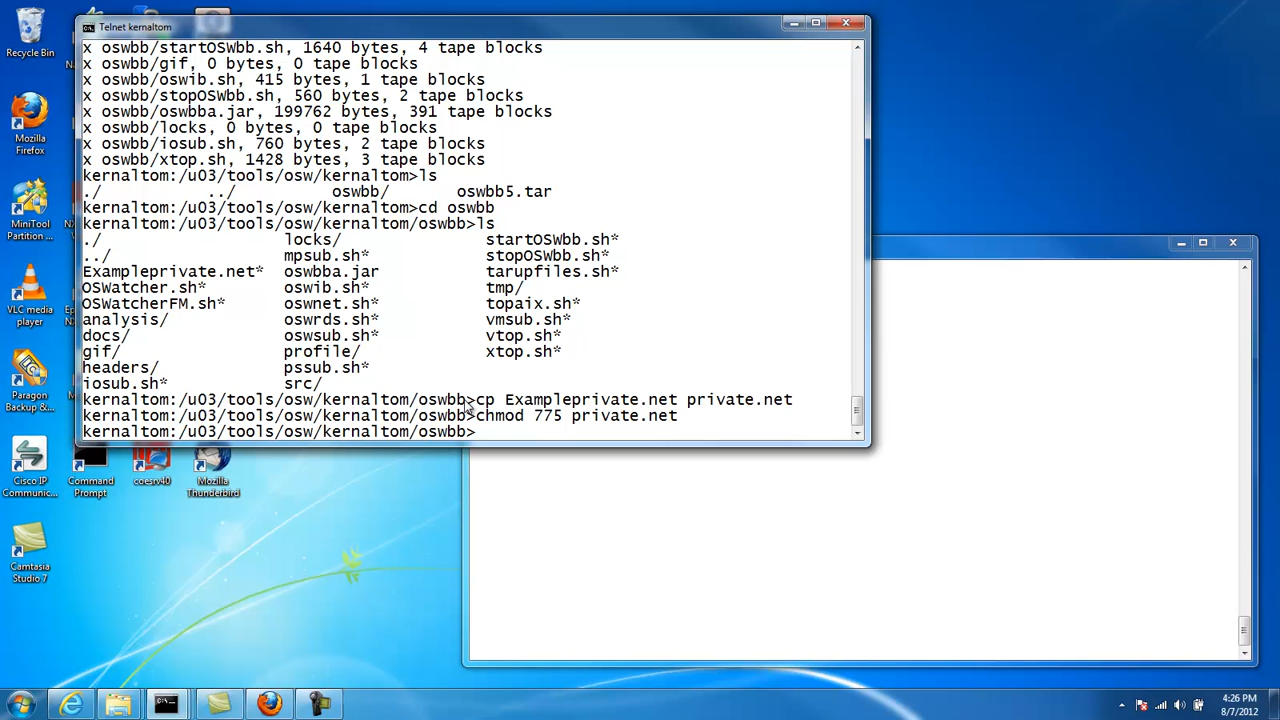 Recycle Bin
Mozilla
Firefox
MiniTool
Partition ...
VLC media
player
Paragon
Backup &...
Cisco IP
Communic...
Command
Prompt
coesrv40
Mozilla
Thunderbird
Camtasia
Studio 7
Telnet kernaltom
x oswbb/startOSWbb.sh, 1640 bytes, 4 tape blocks
x oswbb/gif, 0 bytes, 0 tape blocks
x oswbb/oswib.sh, 415 bytes, 1 tape blocks
x oswbb/stopOSWbb.sh, 560 bytes, 2 tape blocks
x oswbb/oswbba.jar, 199762 bytes, 391 tape blocks
x oswbb/locks, 0 bytes, 0 tape blocks
x oswbb/iosub.sh, 760 bytes, 2 tape blocks
x oswbb/xtop.sh, 1428 bytes, 3 tape blocks
kernaltom:/u03/tools/osw/kernaltom>ls
./ ../ oswbb/ oswbb5.tar
kernaltom:/u03/tools/osw/kernaltom>cd oswbb
kernaltom:/u03/tools/osw/kernaltom/oswbb>ls
./ locks/ startOSWbb.sh*
../ mpsub.sh* stopOSWbb.sh*
Exampleprivate.net* oswbba.jar tarupfiles.sh*
OSWatcher.sh* oswib.sh* tmp/
OSWatcherFM.sh* oswnet.sh* topaix.sh*
analysis/ oswrds.sh* vmsub.sh*
docs/ oswsub.sh* vtop.sh*
gif/ profile/ xtop.sh*
headers/ pssub.sh*
iosub.sh* src/
kernaltom:/u03/tools/osw/kernaltom/oswbb>cp Exampleprivate.net private.net
kernaltom:/u03/tools/osw/kernaltom/oswbb>chmod 775 private.net
kernaltom:/u03/tools/osw/kernaltom/oswbb>
4:26 PM
8/7/2012